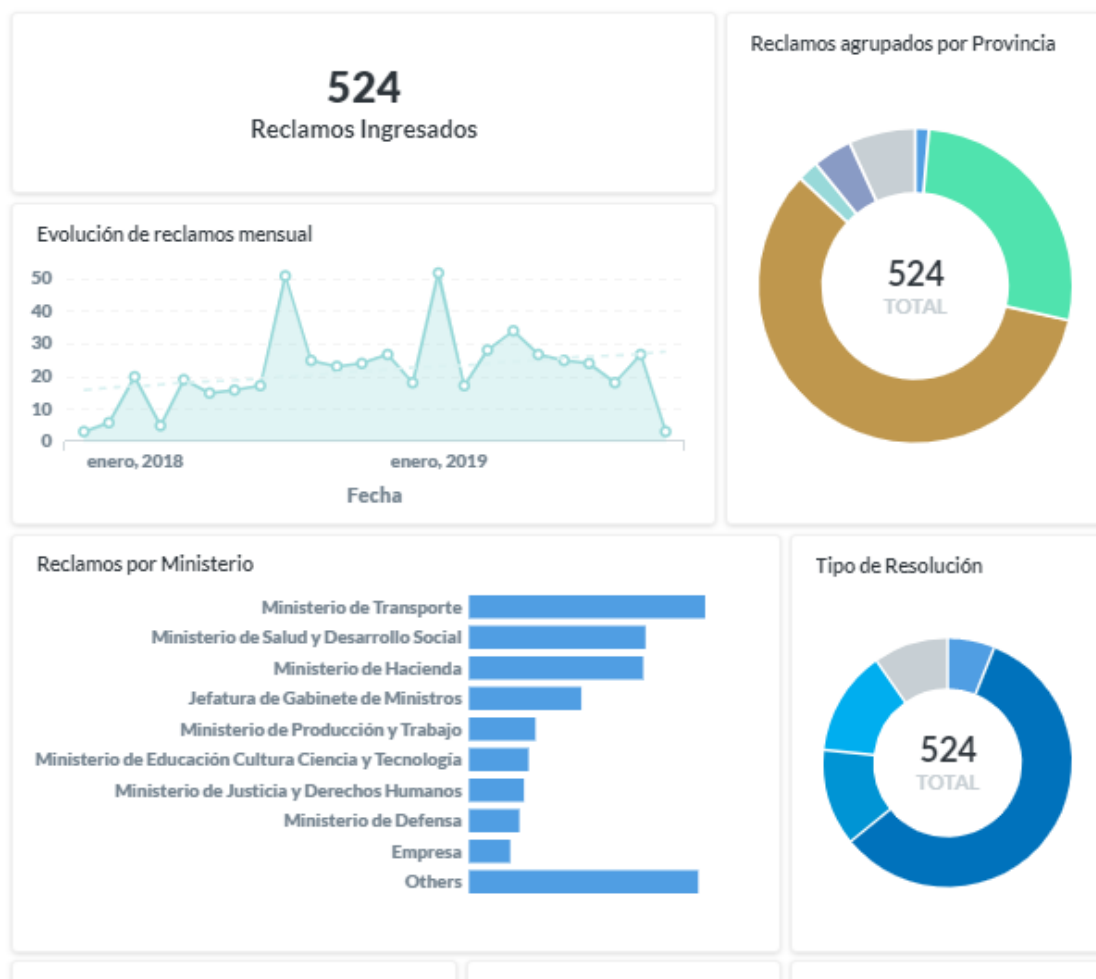 524
Reclamos Ingresados
Reclamos agrupados por Provincia
524
TOTAL
Evolución de reclamos mensual
50
40
30
20
10
0
enero, 2018
enero, 2019
Fecha
Reclamos por Ministerio
Ministerio de Transporte
Ministerio de Salud y Desarrollo Social
Ministerio de Hacienda
Jefatura de Gabinete de Ministros
Ministerio de Producción y Trabajo
Ministerio de Educación Cultura Ciencia y Tecnología
Ministerio de Justicia y Derechos Humanos
Ministerio de Defensa
Empresa
Others
Tipo de Resolución
524
TOTAL